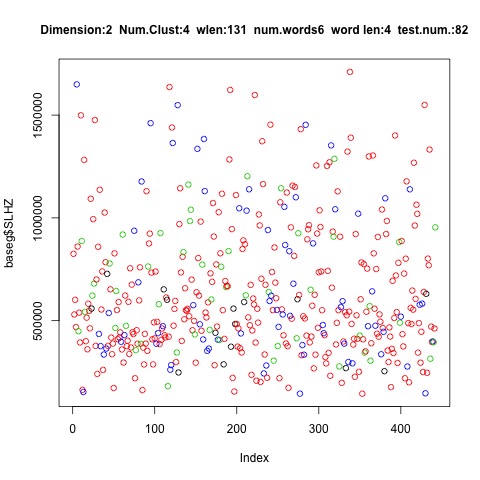 Dimension:2 Num.Clust:4 wlen:131 num.words6 word len:4 test.num.:82
baseg$SLHZ
1500000
1000000
500000
0 100 200 300 400
Index